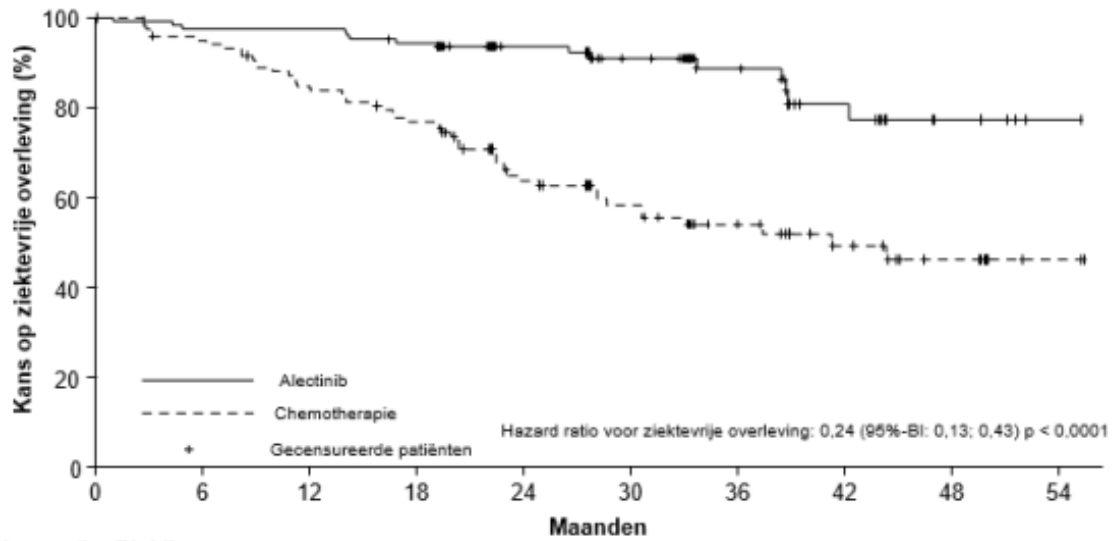 Kans op ziektevrije overleving (%)
100
80
60
40
20
0
Alectinib
Chemotherapie
Gecensureerde patiënten
Hazard ratio voor ziektevrije overleving: 0,24 (95%-BI: 0,13; 0,43) p < 0,0001
0 6 12 18 24 30 36 42 48 54
Maanden